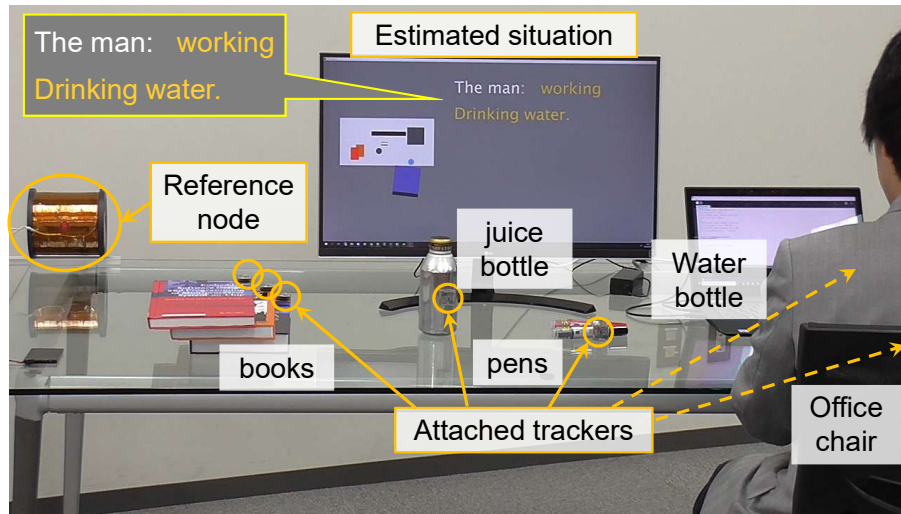 The man: working
Drinking water.
Estimated situation
The man: working
Drinking water.
Reference
node
juice
bottle
Water
bottle
books
pens
Attached trackers
Office
chair